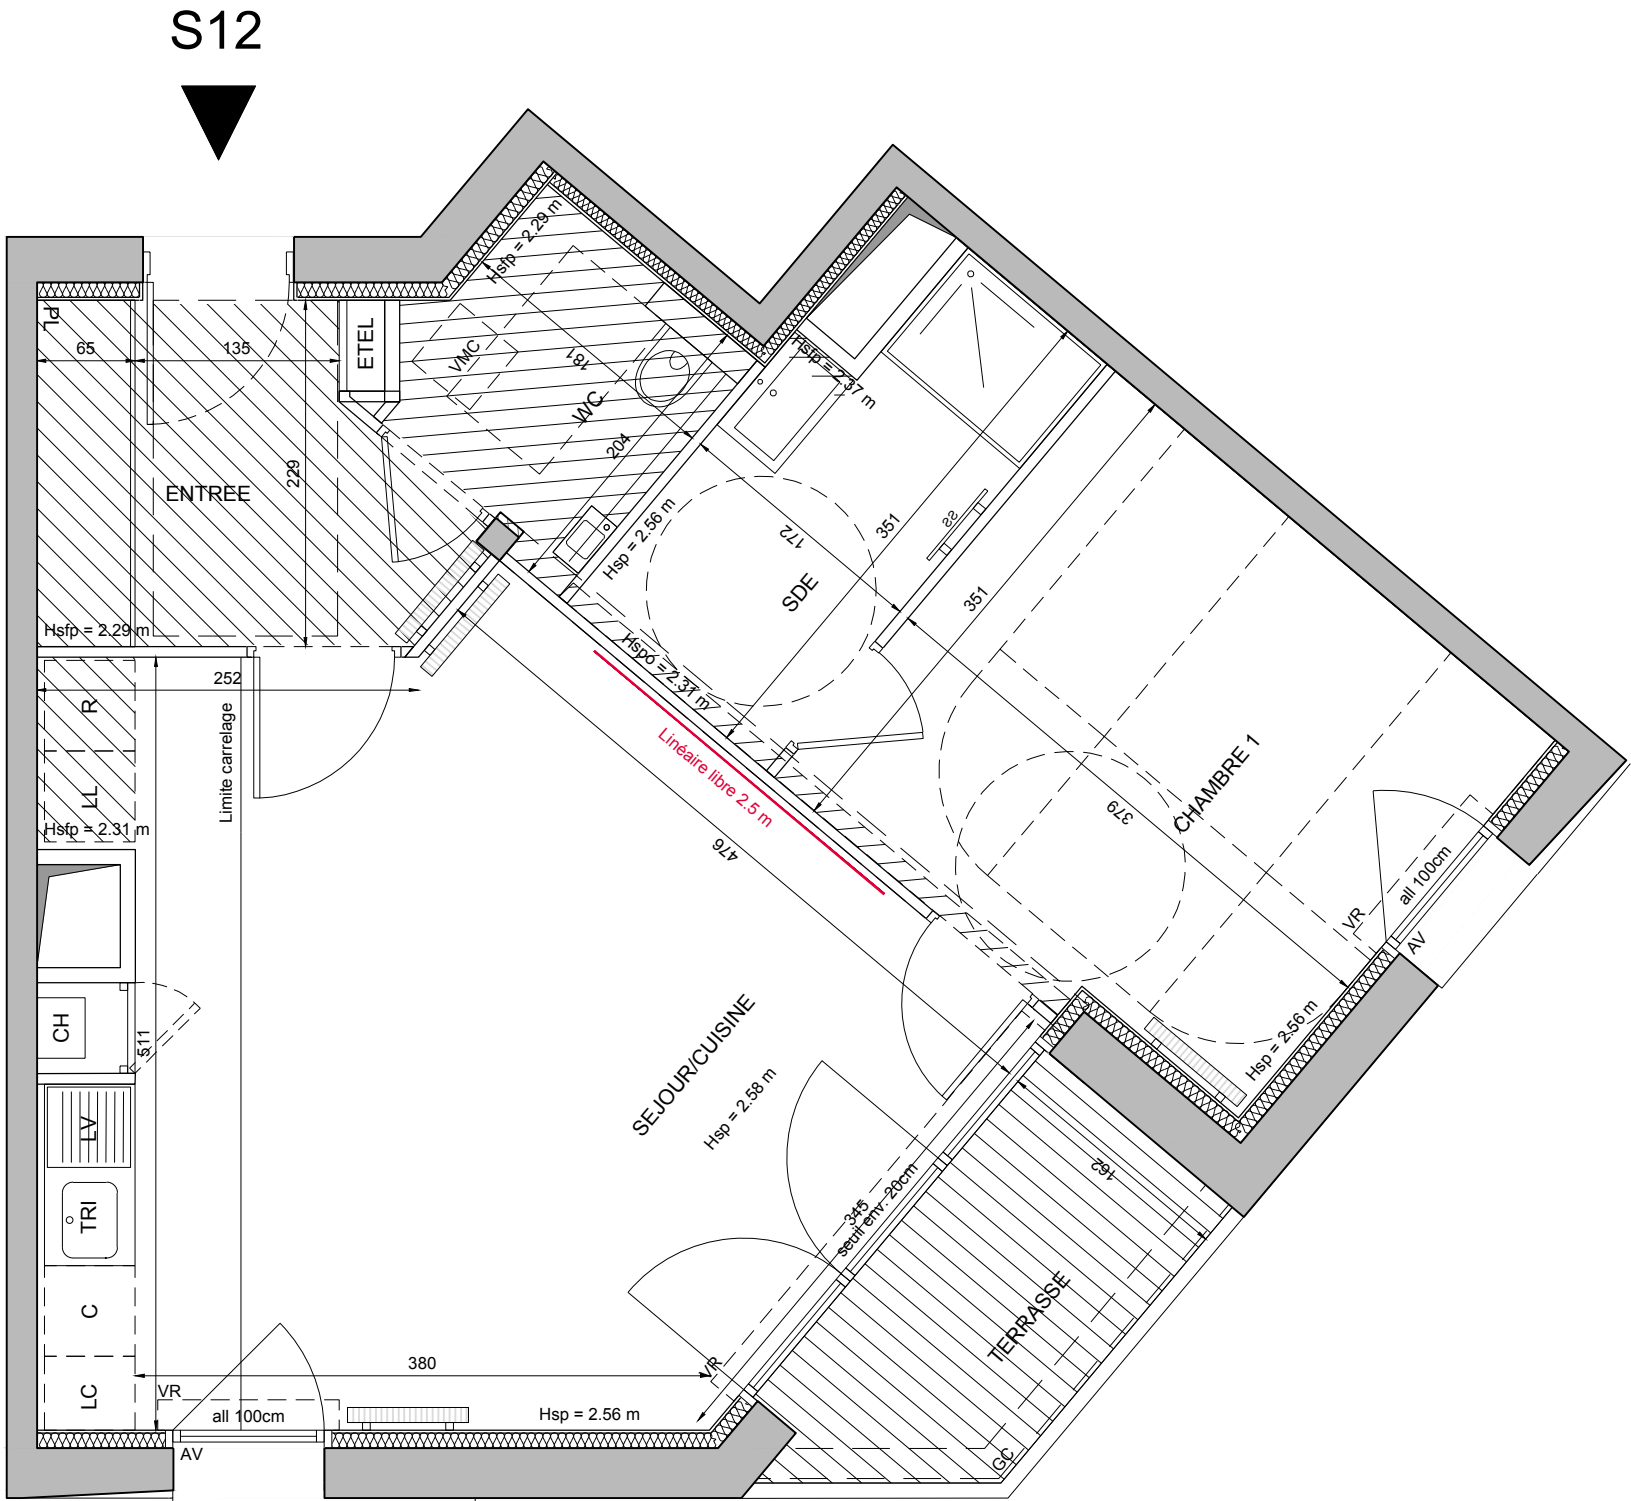 S12
Hsfp = 2.29 m
PL
65
135
ETEL
VMC
181
WC
Hsfp = 2.37 m
204
229
ENTREE
Hsp = 2.56 m
172
351
SS
SDE
351
Hsfp = 2.29 m
Hspo = 2.31 m
252
R
Limite carrelage
Linéaire libre 2.5 m
LL
Hsfp = 2.31 m
476
379
CHAMBRE 1
all 100cm
VR
AV
CH
511
SEJOUR/CUISINE
Hsp = 2.58 m
Hsp = 2.56 m
LV
TRI
162
345
seuil env. 20cm
TERRASSE
C
380
VR
LC
VR
all 100cm
Hsp = 2.56 m
AV
GC